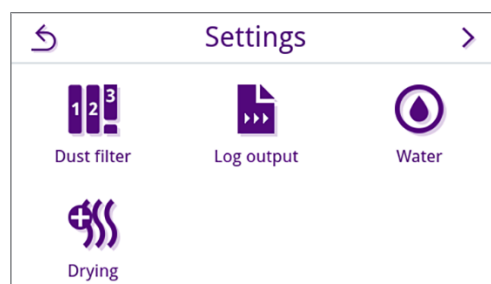 Settings
1 2 3
Dust filter
Log output
Water
Drying